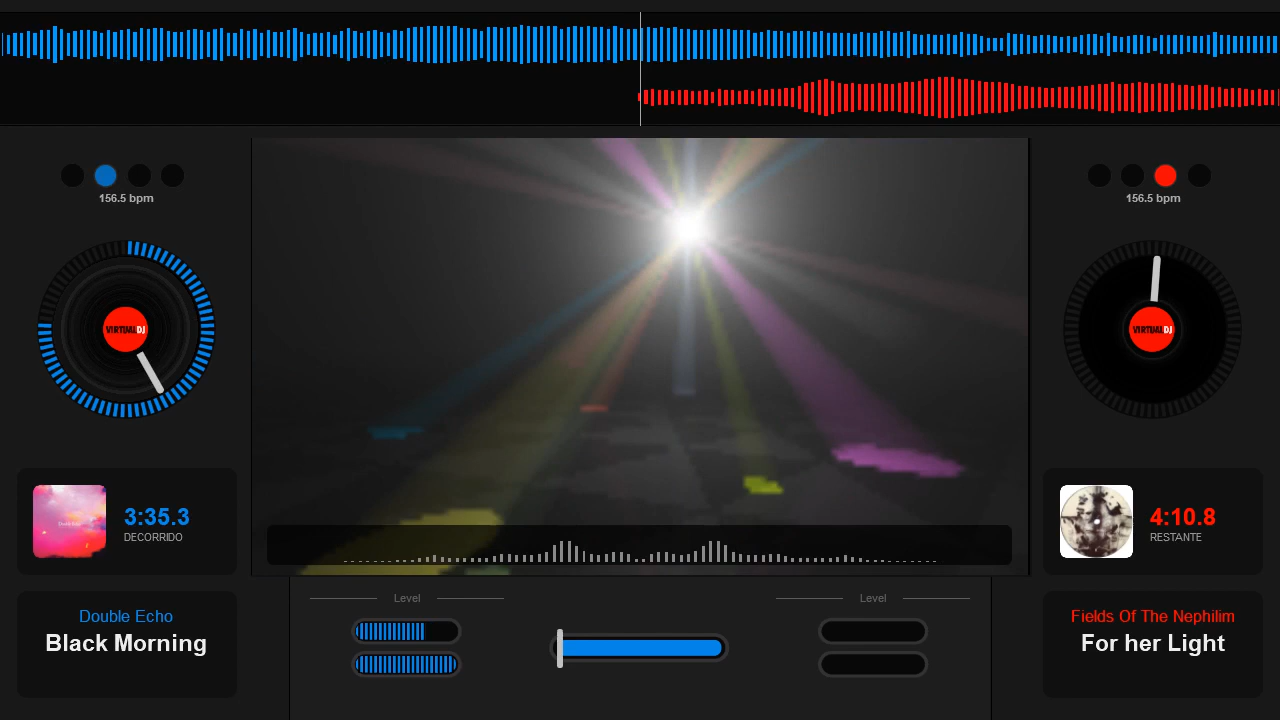 156.5 bpm
156.5 bpm
VIRTUALDJ
VIRTUALDJ
3:35.3
DECORRIDO
4:10.8
RESTANTE
Double Echo
Black Morning
Level
Level
Fields Of The Nephilim
For her Light